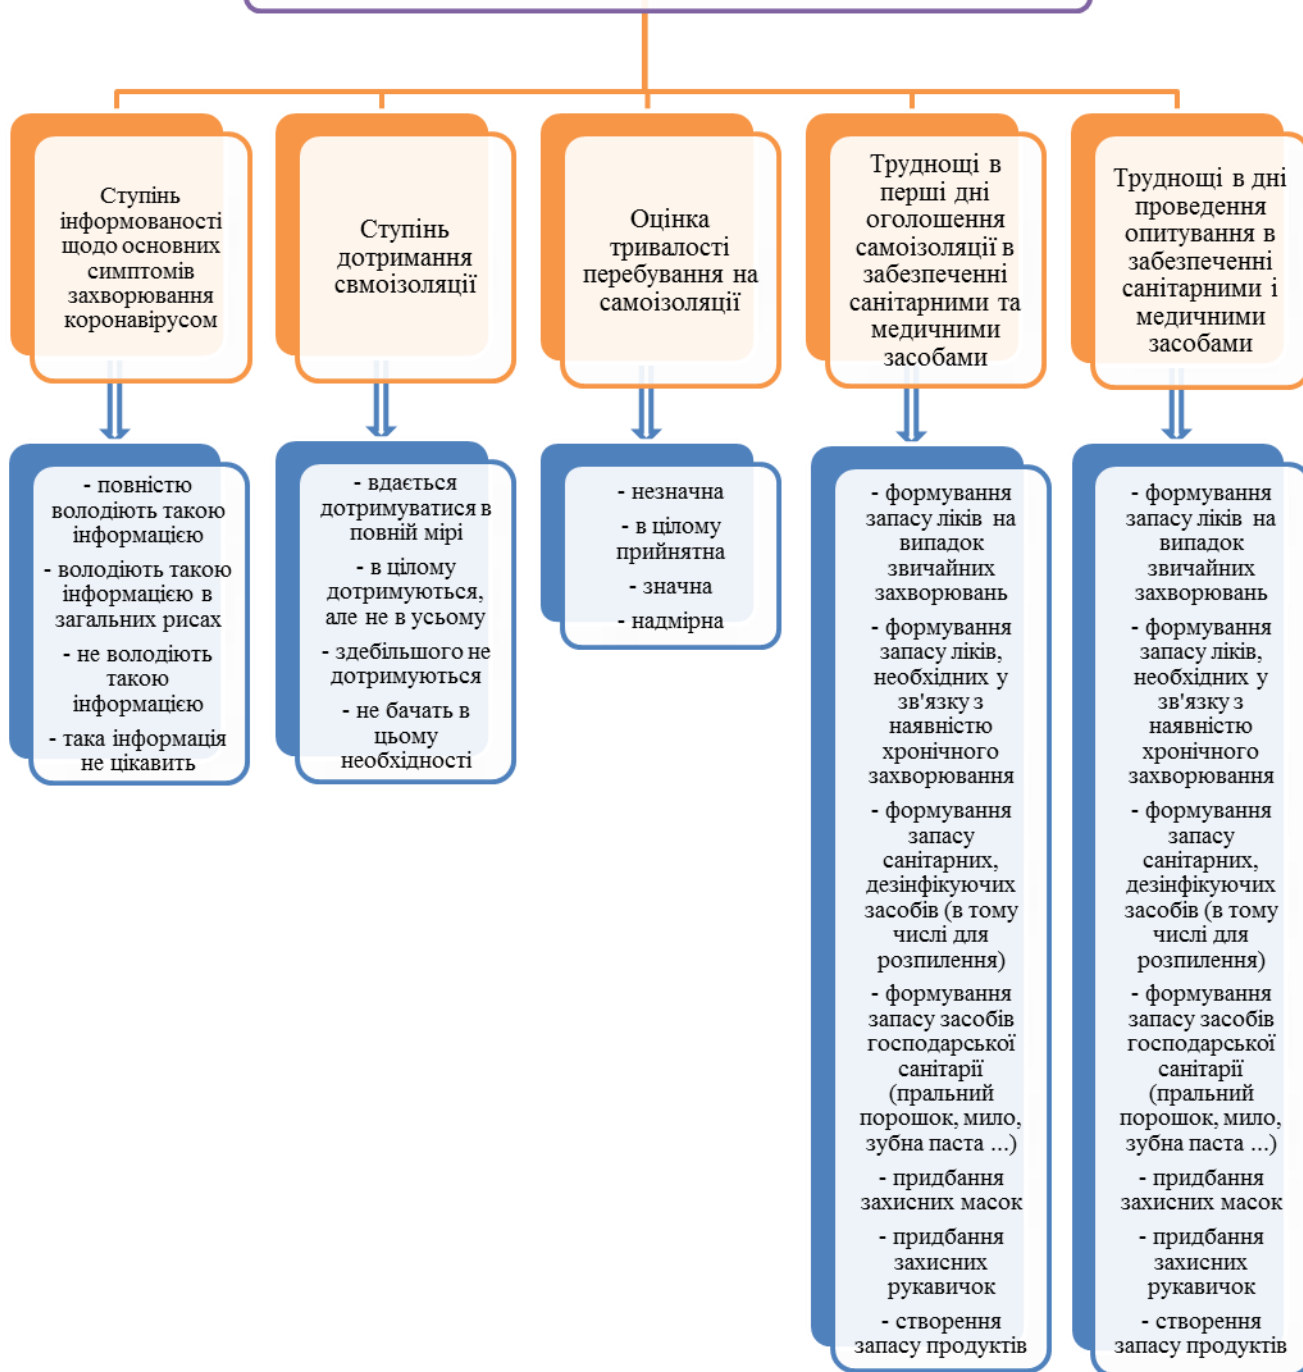 Ступінь
інформованості
щодо основних
симптомів
захворювання
коронавірусом
Ступінь
дотримання
свмоізоляції
Оцінка
тривалості
перебування на
самоізоляції
Труднощі в
перші дні
оголошення
самоізоляції в
забезпеченні
санітарними та
медичними
засобами
Труднощі в дні
проведення
опитування в
забезпеченні
санітарними і
медичними
засобами
- повністю
володіють такою
інформацією
- володіють такою
інформацією в
загальних рисах
- не володіють
такою
інформацією
- така інформація
не цікавить
- вдається
дотримуватися в
повній мірі
- в цілому
дотримуються,
але не в усьому
- здебільшого не
дотримуються
- не бачать в
цьому
необхідності
- незначна
- в цілому
прийнятна
- значна
- надмірна
- формування
запасу ліків на
випадок
звичайних
захворювань
- формування
запасу ліків,
необхідних у
зв'язку з
наявністю
хронічного
захворювання
- формування
запасу
санітарних,
дезінфікуючих
засобів (в тому
числі для
розпилення)
- формування
запасу засобів
господарської
санітарії
(пральний
порошок, мило,
зубна паста ...)
- придбання
захисних масок
- придбання
захисних
рукавичок
- створення
запасу продуктів
- формування
запасу ліків на
випадок
звичайних
захворювань
- формування
запасу ліків,
необхідних у
зв'язку з
наявністю
хронічного
захворювання
- формування
запасу
санітарних,
дезінфікуючих
засобів (в тому
числі для
розпилення)
- формування
запасу засобів
господарської
санітарії
(пральний
порошок, мило,
зубна паста ...)
- придбання
захисних масок
- придбання
захисних
рукавичок
- створення
запасу продуктів